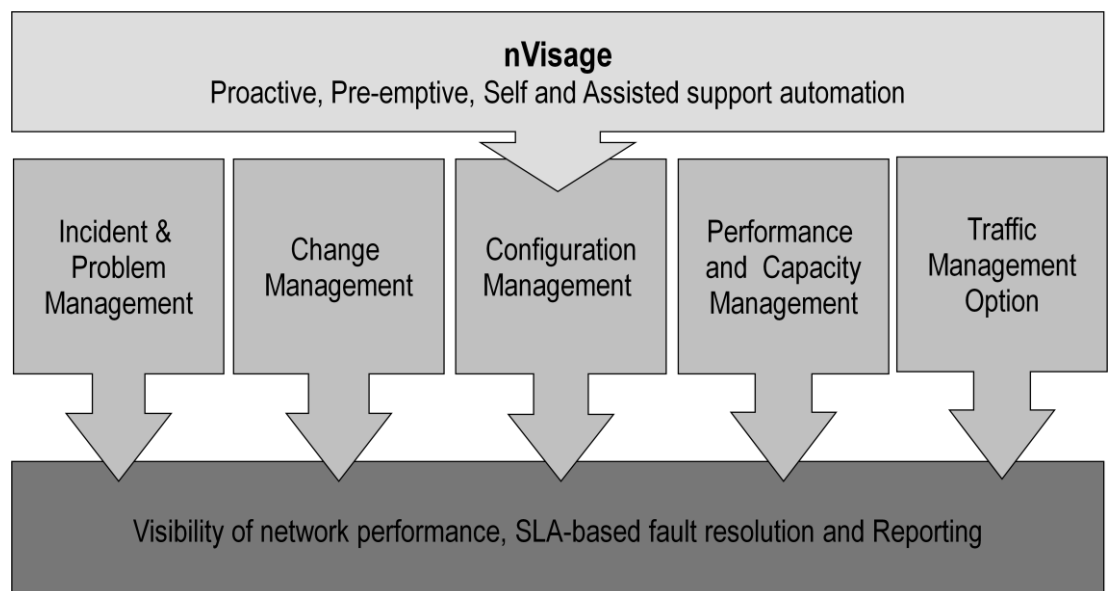 nVisage
Proactive, Pre-emptive, Self and Assisted support automation
Incident &
Problem
Management
Change
Management
Configuration
Management
Performance
and Capacity
Management
Traffic
Management
Option
Visibility of network performance, SLA-based fault resolution and Reporting